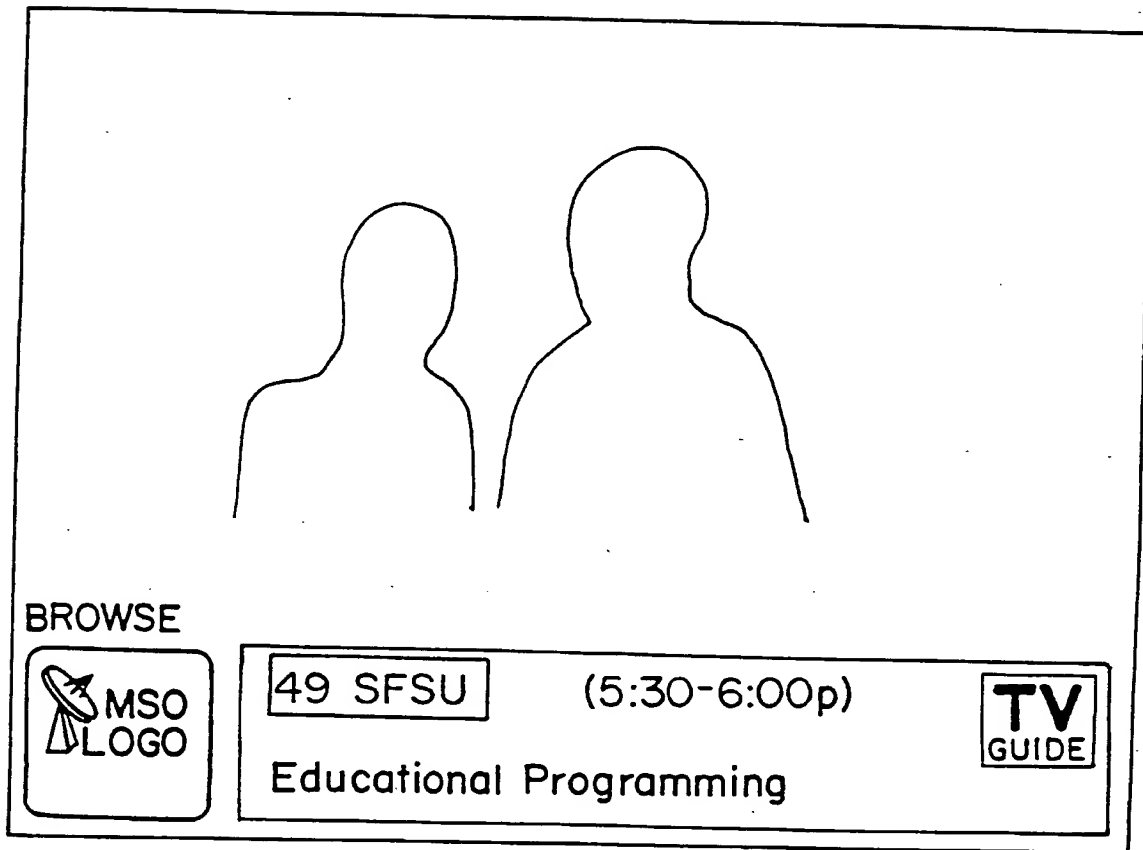 BROWSE
MSO
LOGO
49 SFSU (5:30-6:00p)
Educational Programming
TV
GUIDE